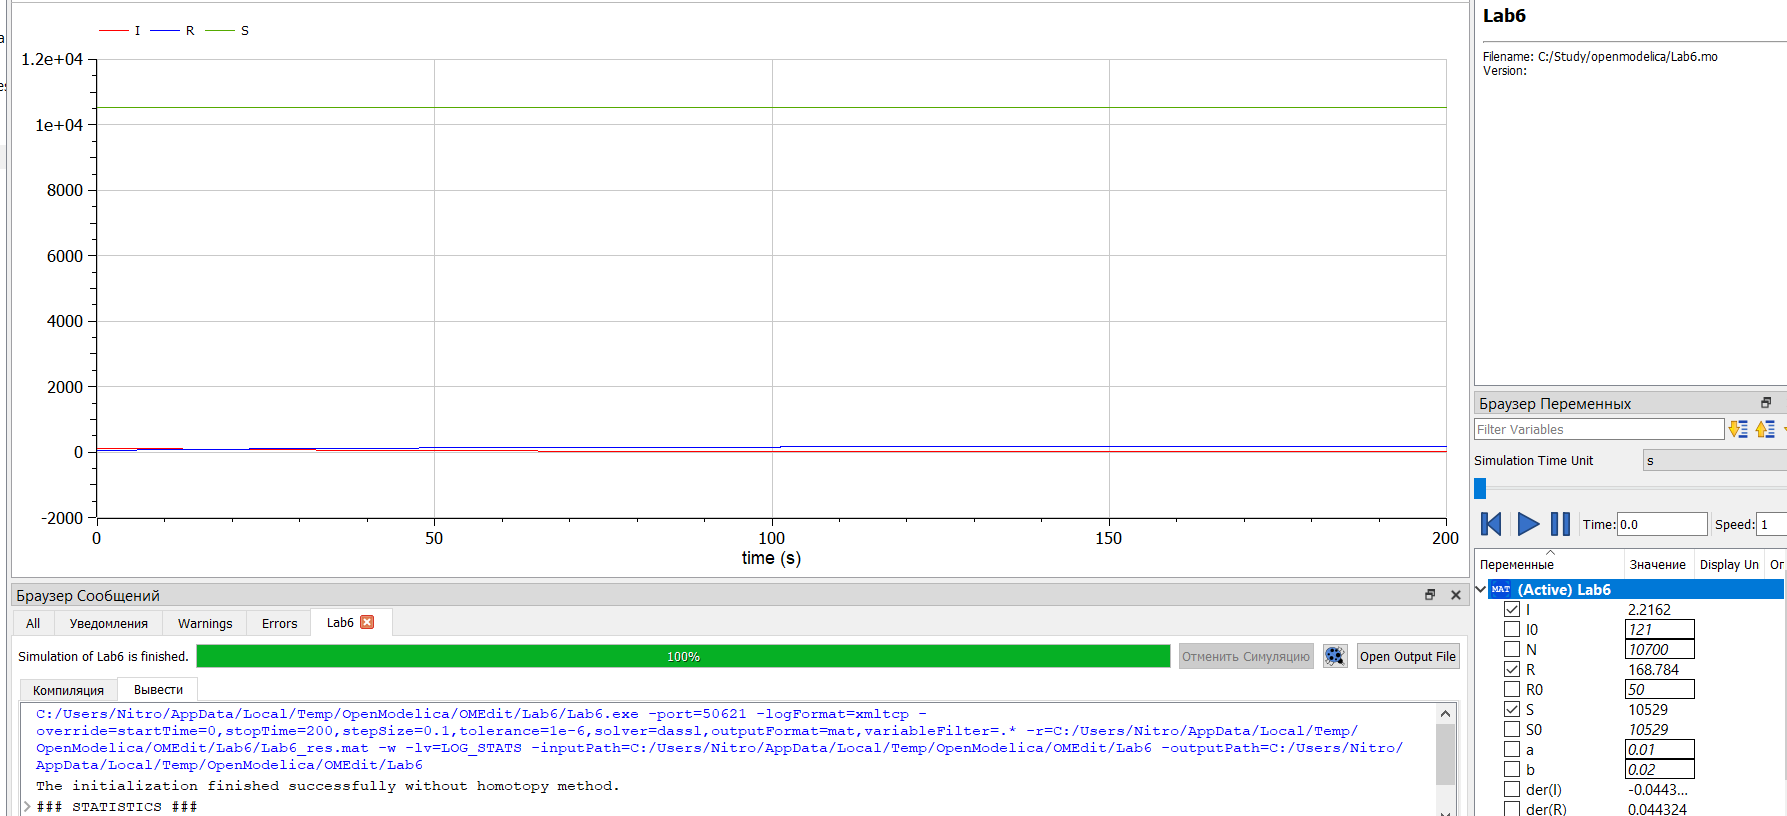 Lab6
I R S
Filename: C:/Study/openmodelica/Lab6.mo
Version:
1.2e+04
1e+04
8000
6000
4000
2000
0
-2000
0 50 100 150 200
time (s)
Браузер Переменных
Filter Variables
Simulation Time Unit s
Time: 0.0 Speed: 1
Переменные Значение Display Un Оп
MAT (Active) Lab6
I 2.2162
I0 121
N 10700
R 168.784
R0 50
S 10529
S0 10529
a 0.01
b 0.02
der(I) -0.0443...
der(R) 0.044324
Браузер Сообщений
All Уведомления Warnings Errors Lab6
Simulation of Lab6 is finished. 100% Отменить Симуляцию Open Output File
Компиляция Вывести
C:/Users/Nitro/AppData/Local/Temp/OpenModelica/OMEdit/Lab6/Lab6.exe -port=50621 -logFormat=xmltcp -
override=startTime=0,stopTime=200,stepSize=0.1,tolerance=1e-6,solver=dassl,outputFormat=mat,variableFilter=.* -r=C:/Users/Nitro/AppData/Local/Temp/
OpenModelica/OMEdit/Lab6/Lab6_res.mat -w -lv=LOG_STATS -inputPath=C:/Users/Nitro/AppData/Local/Temp/OpenModelica/OMEdit/Lab6 -outputPath=C:/Users/Nitro/
AppData/Local/Temp/OpenModelica/OMEdit/Lab6
The initialization finished successfully without homotopy method.
### STATISTICS ###